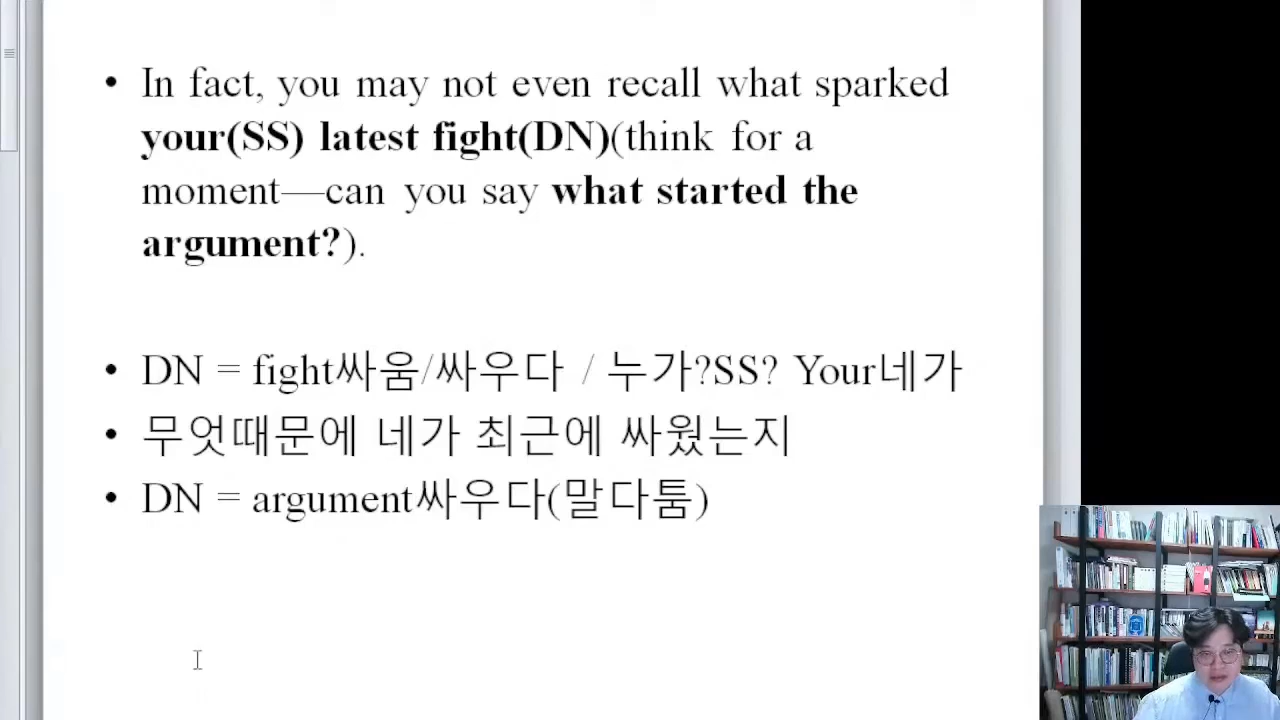 • In fact, you may not even recall what sparked
your(SS) latest fight(DN)(think for a
moment—can you say what started the
argument?).
• DN = fight싸움/싸우다 / 누가?SS? Your네가
• 무엇때문에 네가 최근에 싸웠는지
• DN = argument싸우다(말다툼)